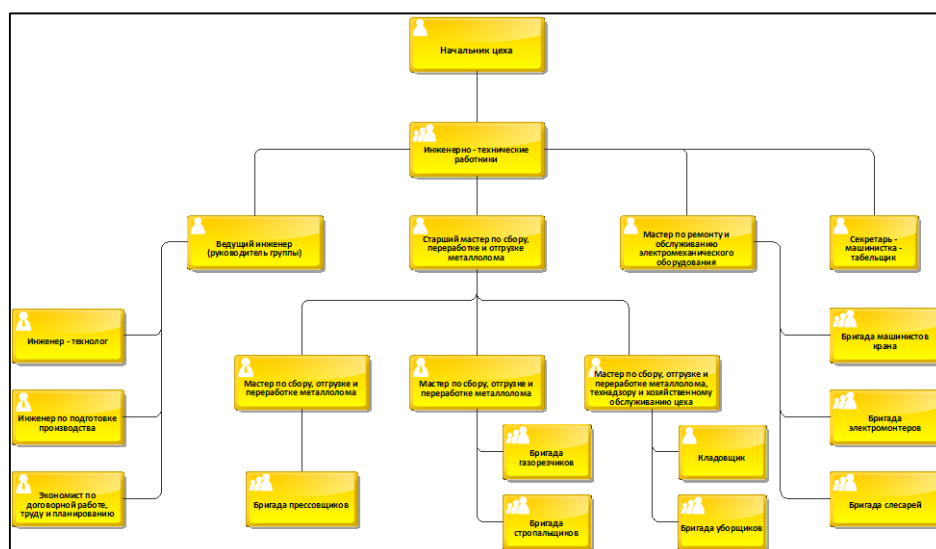 Начальник цеха
Инженерно - технические
работники
Ведущий инженер
(руководитель группы)
Старший мастер по сбору,
переработке и отгрузке
металлолома
Мастер по ремонту и
обслуживанию
электромеханического
оборудования
Секретарь -
машинистка -
табельщик
Инженер - технолог
Инженер по подготовке
производства
Экономист по
договорной работе,
труду и планированию
Мастер по сбору, отгрузке и
переработке металлолома
Бригада прессовщиков
Мастер по сбору, отгрузке и
переработке металлолома
Бригада
газорезчиков
Бригада
стропальщиков
Мастер по сбору, отгрузке и
переработке металлолома,
технадзору и хозяйственному
обслуживанию цеха
Кладовщик
Бригада уборщиков
Бригада машинистов
крана
Бригада
электромонтеров
Бригада слесарей